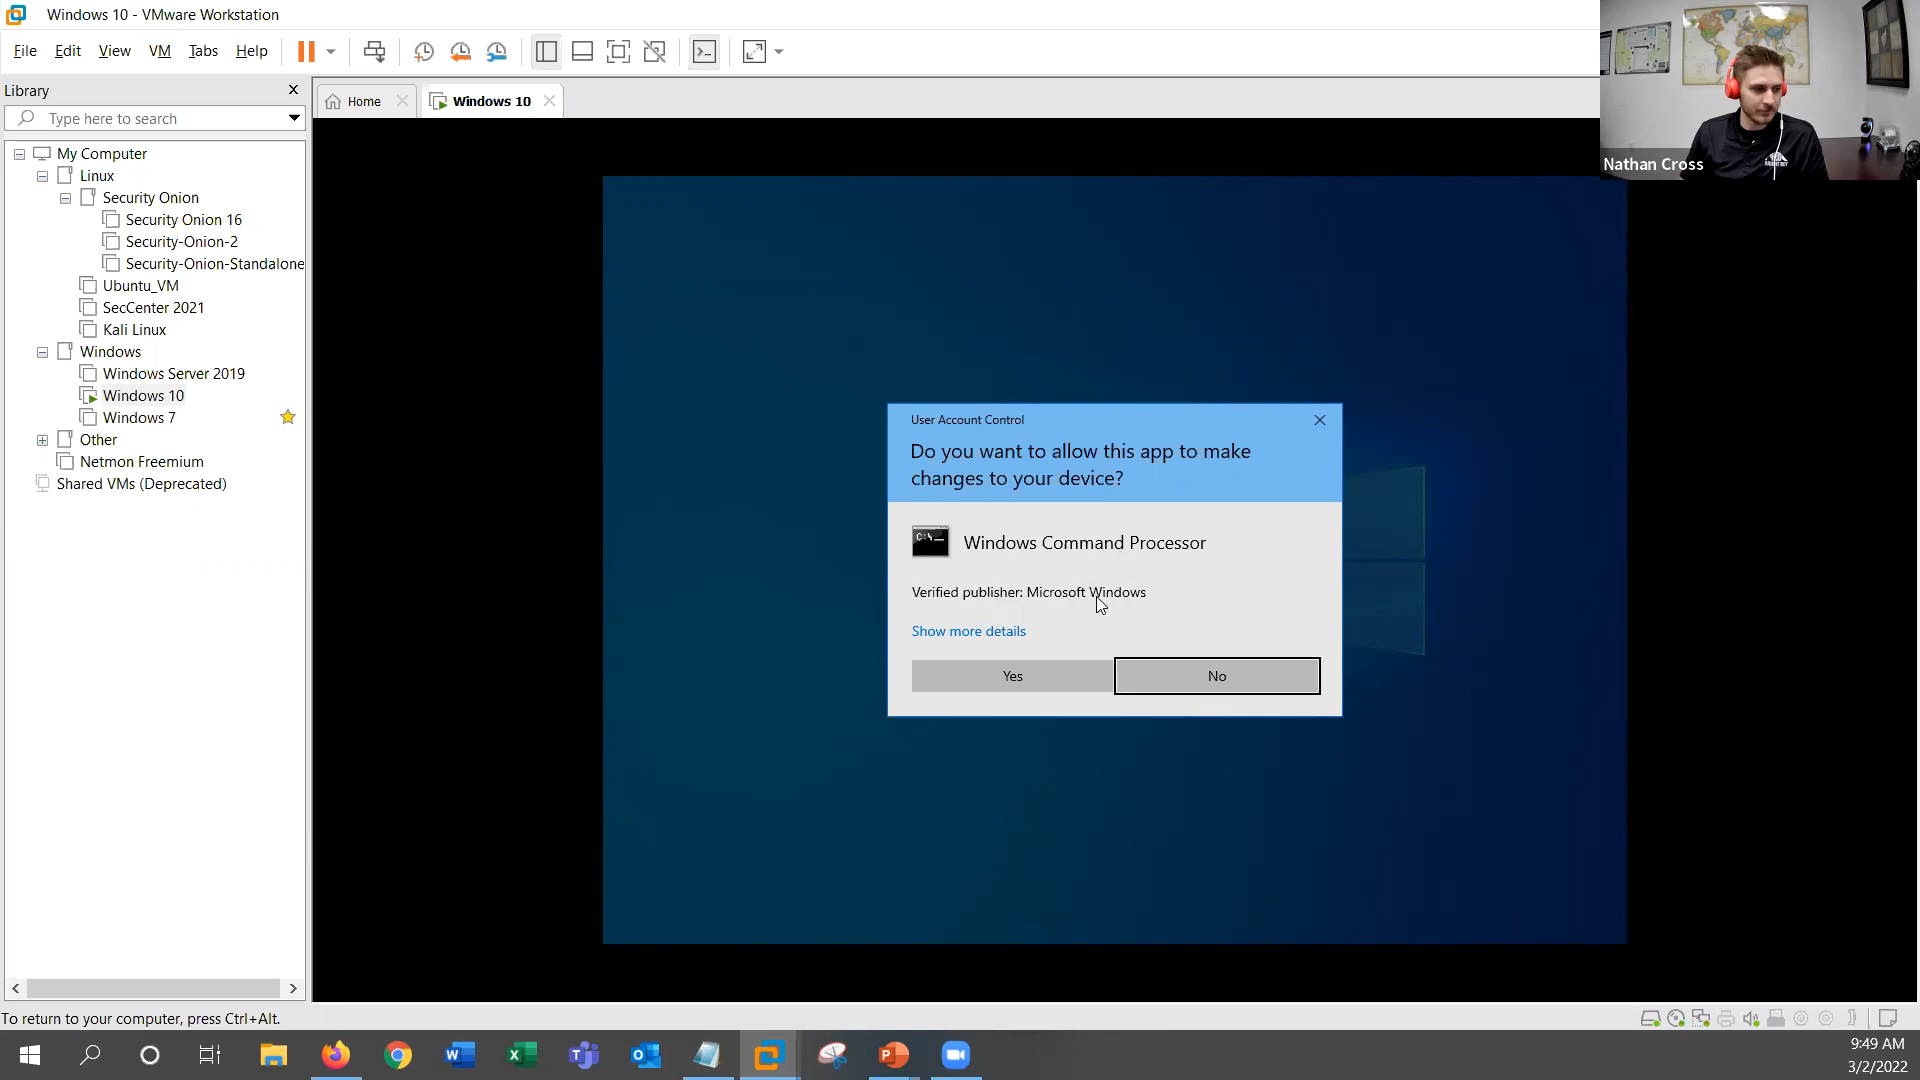 Windows 10 - VMware Workstation
File Edit View VM Tabs Help
Library
Type here to search
My Computer
Linux
Security Onion
Security Onion 16
Security-Onion-2
Security-Onion-Standalone
Ubuntu_VM
SecCenter 2021
Kali Linux
Windows
Windows Server 2019
Windows 10
Windows 7
Other
Netmon Freemium
Shared VMs (Deprecated)
Home
Windows 10
Nathan Cross
User Account Control
Do you want to allow this app to make
changes to your device?
C:\_
Windows Command Processor
Verified publisher: Microsoft Windows
Show more details
Yes
No
To return to your computer, press Ctrl+Alt.
9:49 AM
3/2/2022